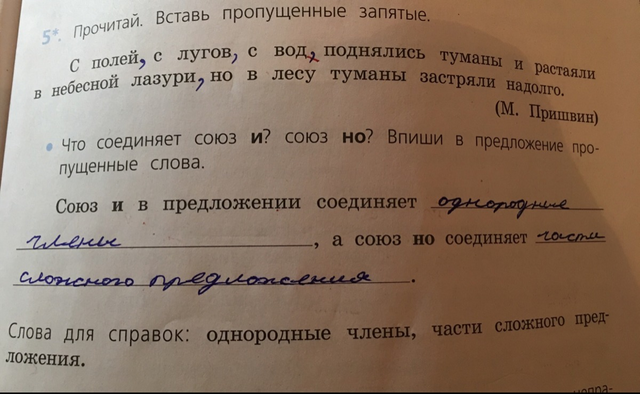 5*. Прочитай. Вставь пропущенные запятые.
С полей, с лугов, с вод, поднялись туманы и растаяли
в небесной лазури, но в лесу туманы застряли надолго.
(М. Пришвин)
• Что соединяет союз и? союз но? Впиши в предложение про-
пущенные слова.
Союз и в предложении соединяет однородные
члены, а союз но соединяет части
сложного предложения.
Слова для справок: однородные члены, части сложного пред-
ложения.